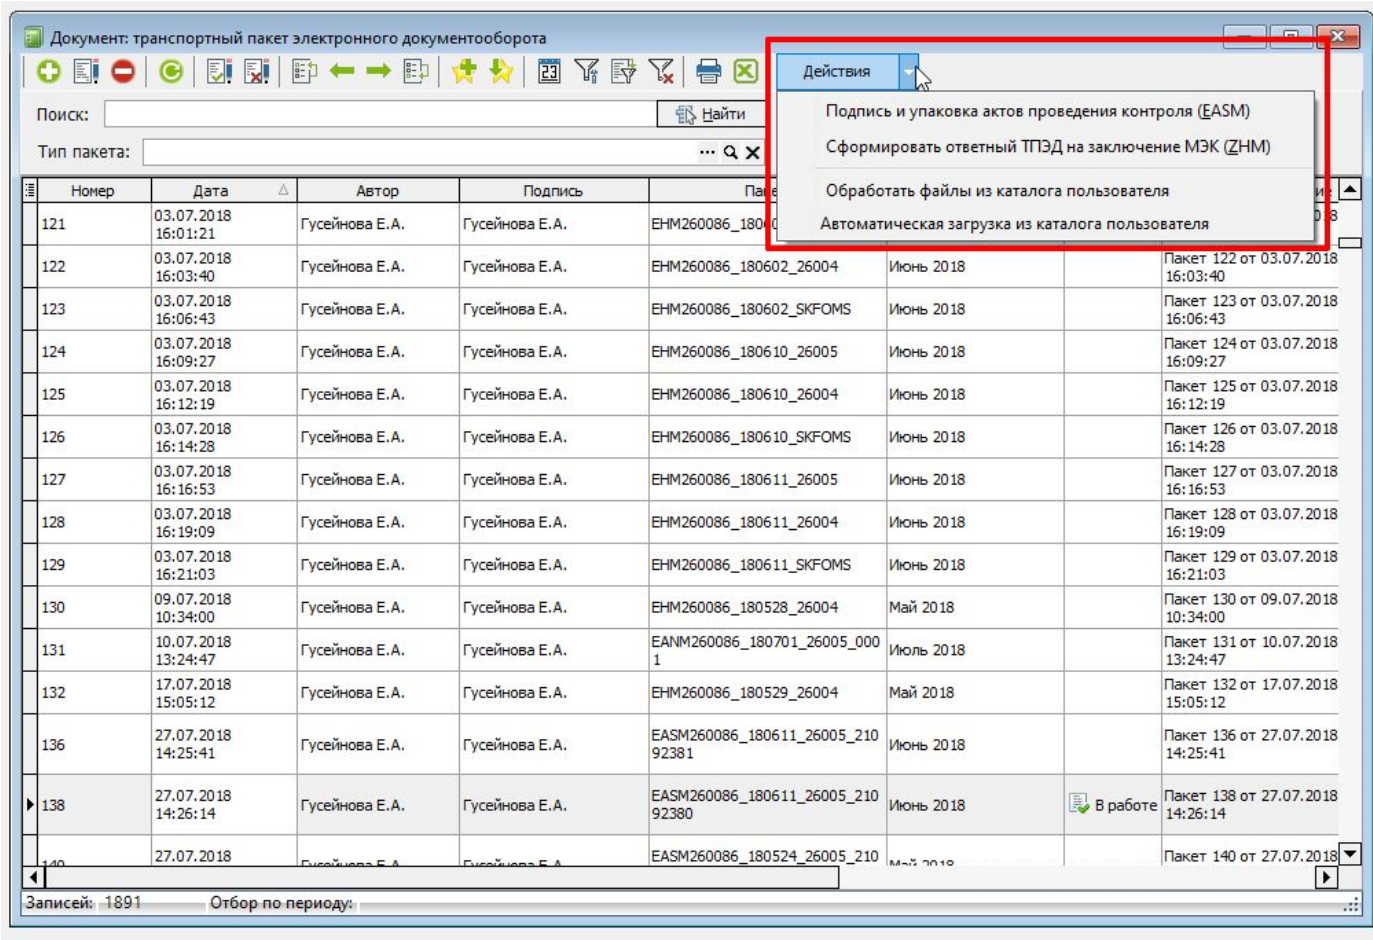 Документ: транспортный пакет электронного документооборота
23
Действия
Поиск:
Найти
Подпись и упаковка актов проведения контроля (EASM)
Тип пакета:
Сформировать ответный ТПЭД на заключение МЭК (ZHM)
Обработать файлы из каталога пользователя
Автоматическая загрузка из каталога пользователя
Номер Дата Автор Подпись
121 03.07.2018 16:01:21 Гусейнова Е.А. Гусейнова Е.А.
122 03.07.2018 16:03:40 Гусейнова Е.А. Гусейнова Е.А. EHM260086_180602_26004 Июнь 2018 Пакет 122 от 03.07.2018 16:03:40
123 03.07.2018 16:06:43 Гусейнова Е.А. Гусейнова Е.А. EHM260086_180602_SKFOMS Июнь 2018 Пакет 123 от 03.07.2018 16:06:43
124 03.07.2018 16:09:27 Гусейнова Е.А. Гусейнова Е.А. EHM260086_180610_26005 Июнь 2018 Пакет 124 от 03.07.2018 16:09:27
125 03.07.2018 16:12:19 Гусейнова Е.А. Гусейнова Е.А. EHM260086_180610_26004 Июнь 2018 Пакет 125 от 03.07.2018 16:12:19
126 03.07.2018 16:14:28 Гусейнова Е.А. Гусейнова Е.А. EHM260086_180610_SKFOMS Июнь 2018 Пакет 126 от 03.07.2018 16:14:28
127 03.07.2018 16:16:53 Гусейнова Е.А. Гусейнова Е.А. EHM260086_180611_26005 Июнь 2018 Пакет 127 от 03.07.2018 16:16:53
128 03.07.2018 16:19:09 Гусейнова Е.А. Гусейнова Е.А. EHM260086_180611_26004 Июнь 2018 Пакет 128 от 03.07.2018 16:19:09
129 03.07.2018 16:21:03 Гусейнова Е.А. Гусейнова Е.А. EHM260086_180611_SKFOMS Июнь 2018 Пакет 129 от 03.07.2018 16:21:03
130 09.07.2018 10:34:00 Гусейнова Е.А. Гусейнова Е.А. EHM260086_180528_26004 Май 2018 Пакет 130 от 09.07.2018 10:34:00
131 10.07.2018 13:24:47 Гусейнова Е.А. Гусейнова Е.А. EANM260086_180701_26005_0001 Июль 2018 Пакет 131 от 10.07.2018 13:24:47
132 17.07.2018 15:05:12 Гусейнова Е.А. Гусейнова Е.А. EHM260086_180529_26004 Май 2018 Пакет 132 от 17.07.2018 15:05:12
136 27.07.2018 14:25:41 Гусейнова Е.А. Гусейнова Е.А. EASM260086_180611_26005_21092381 Июнь 2018 Пакет 136 от 27.07.2018 14:25:41
138 27.07.2018 14:26:14 Гусейнова Е.А. Гусейнова Е.А. EASM260086_180611_26005_21092380 Июнь 2018 В работе Пакет 138 от 27.07.2018 14:26:14
140 27.07.2018 Гусейнова Е.А. Гусейнова Е.А. EASM260086_180524_26005_210 Май 2018 Пакет 140 от 27.07.2018
Записей: 1891 Отбор по периоду: